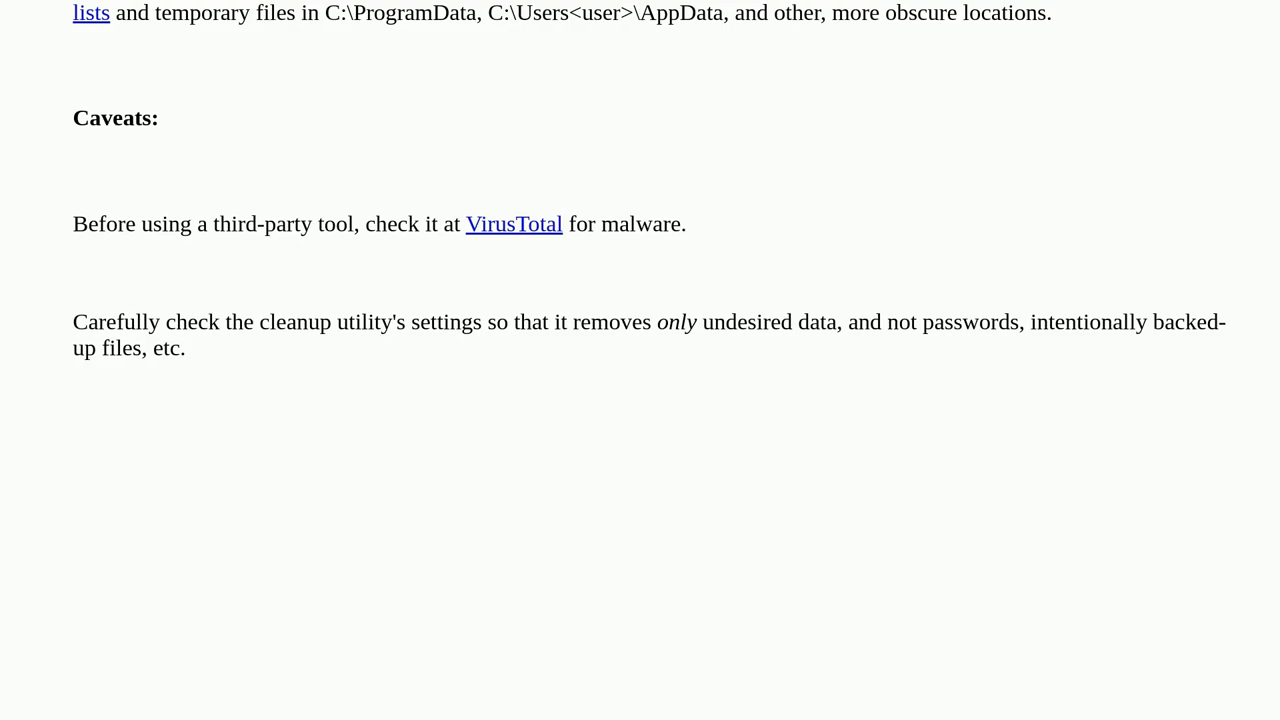 lists and temporary files in C:\ProgramData, C:\Users<user>\AppData, and other, more obscure locations.
Caveats:
Before using a third-party tool, check it at VirusTotal for malware.
Carefully check the cleanup utility's settings so that it removes only undesired data, and not passwords, intentionally backed-
up files, etc.